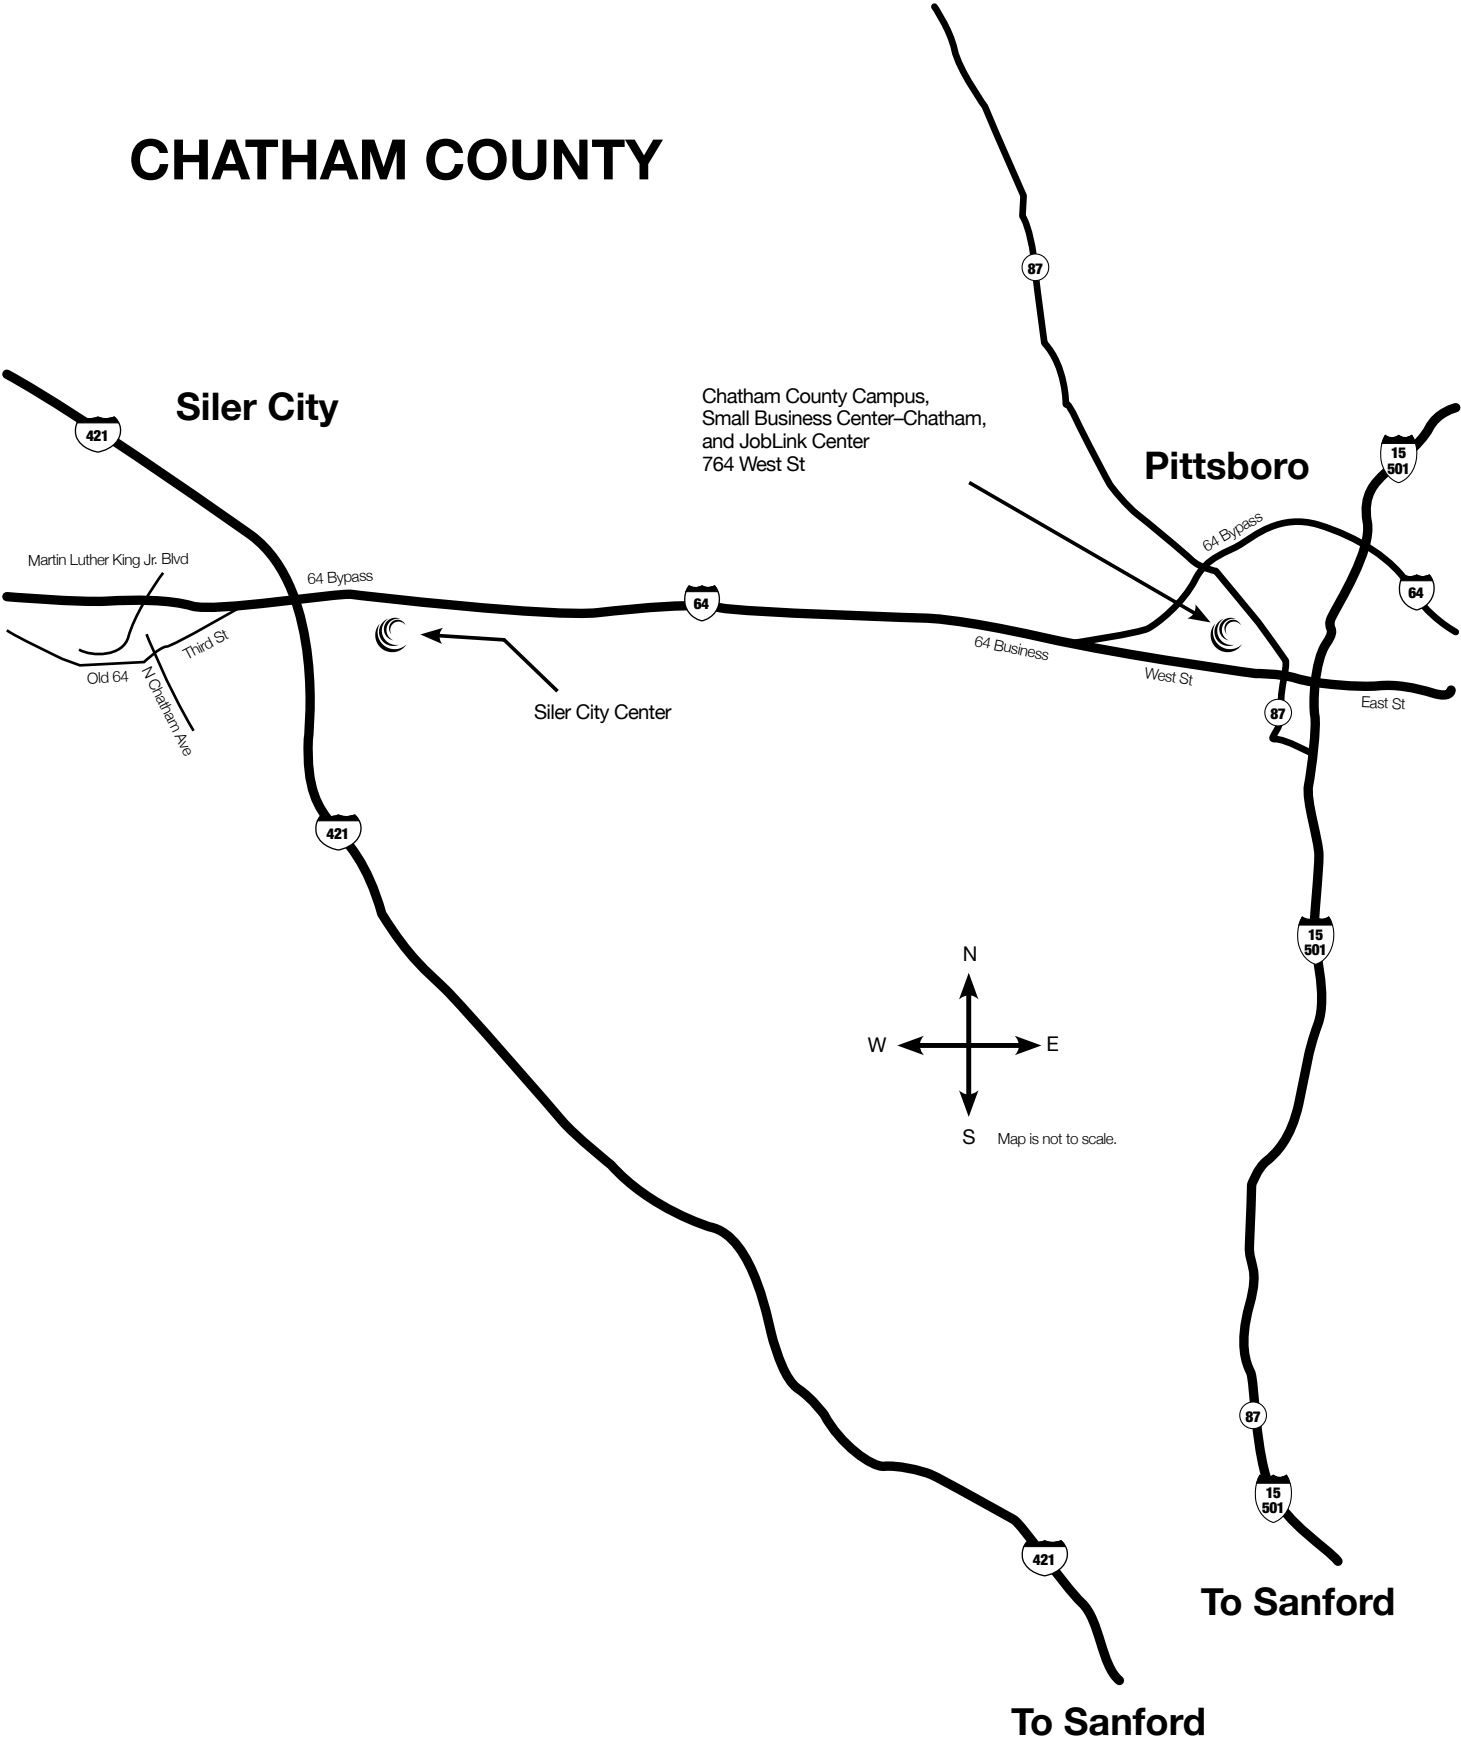 CHATHAM COUNTY
87
Siler City
421
Chatham County Campus,
Small Business Center–Chatham,
and JobLink Center
764 West St
Pittsboro
15
501
64 Bypass
Martin Luther King Jr. Blvd
64 Bypass
64
64
Third St
Old 64
N Chatham Ave
Siler City Center
64 Business
West St
East St
87
421
15
501
N
W
E
S
Map is not to scale.
87
15
501
421
To Sanford
To Sanford